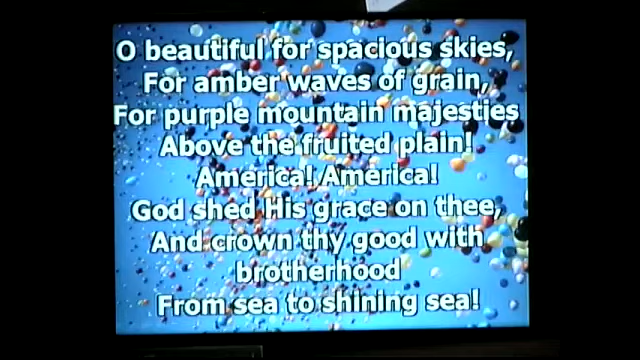 O beautiful for spacious skies,
For amber waves of grain,
For purple mountain majesties
Above the fruited plain!
America! America!
God shed His grace on thee,
And crown thy good with
brotherhood
From sea to shining sea!